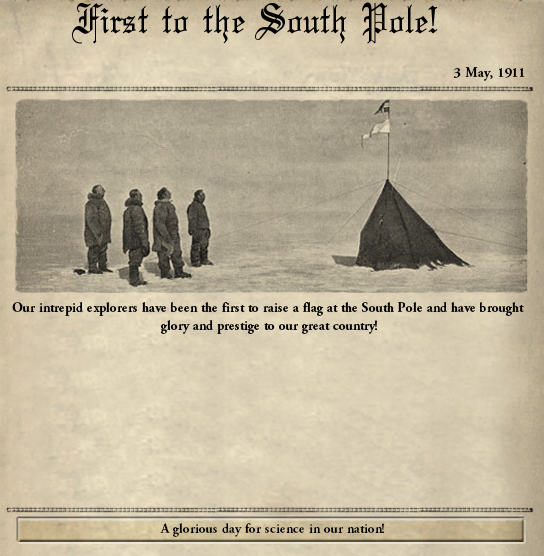 First to the South Pole!
3 May, 1911
Our intrepid explorers have been the first to raise a flag at the South Pole and have brought
glory and prestige to our great country!
A glorious day for science in our nation!